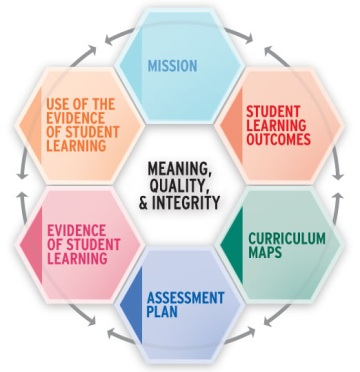 MISSION
STUDENT
LEARNING
OUTCOMES
CURRICULUM
MAPS
ASSESSMENT
PLAN
EVIDENCE
OF STUDENT
LEARNING
USE OF THE
EVIDENCE
OF STUDENT
LEARNING
MEANING,
QUALITY,
& INTEGRITY